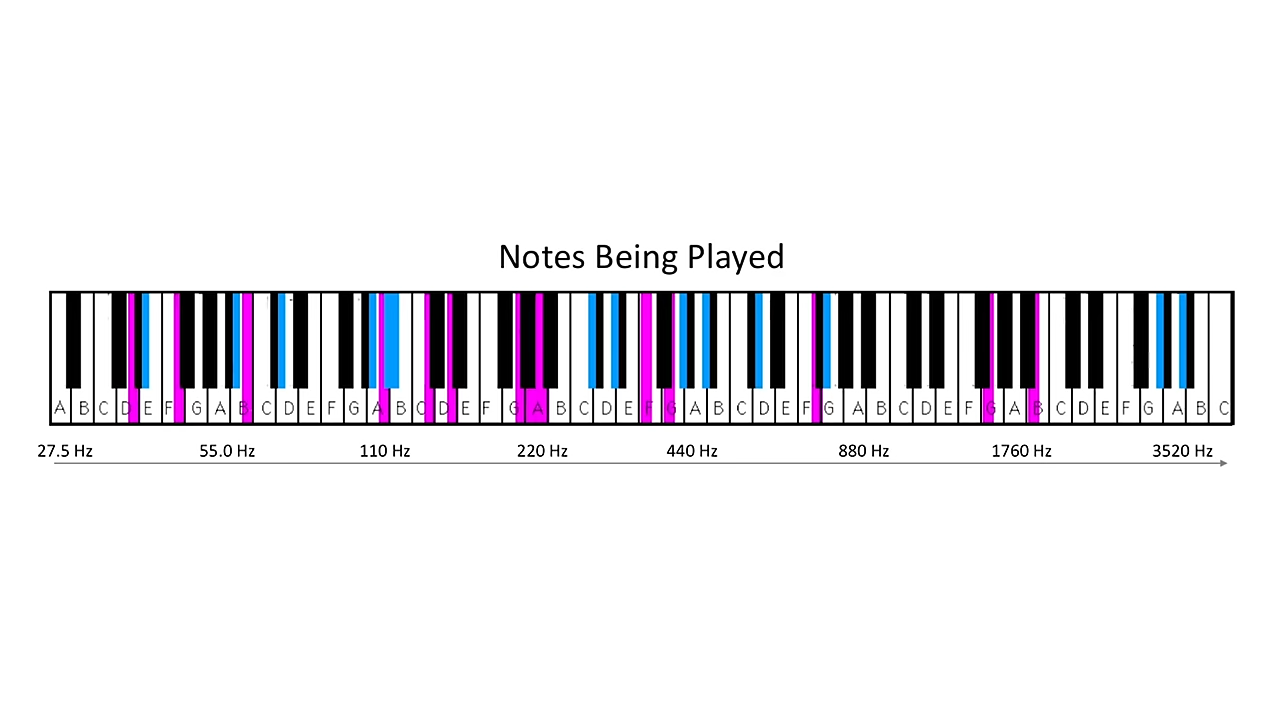 Notes Being Played
A B C D E F G A B C D E F G A B C D E F G A B C D E F G A B C D E F G A B C D E F G A B C D E F G A B C
27.5 Hz 55.0 Hz 110 Hz 220 Hz 440 Hz 880 Hz 1760 Hz 3520 Hz